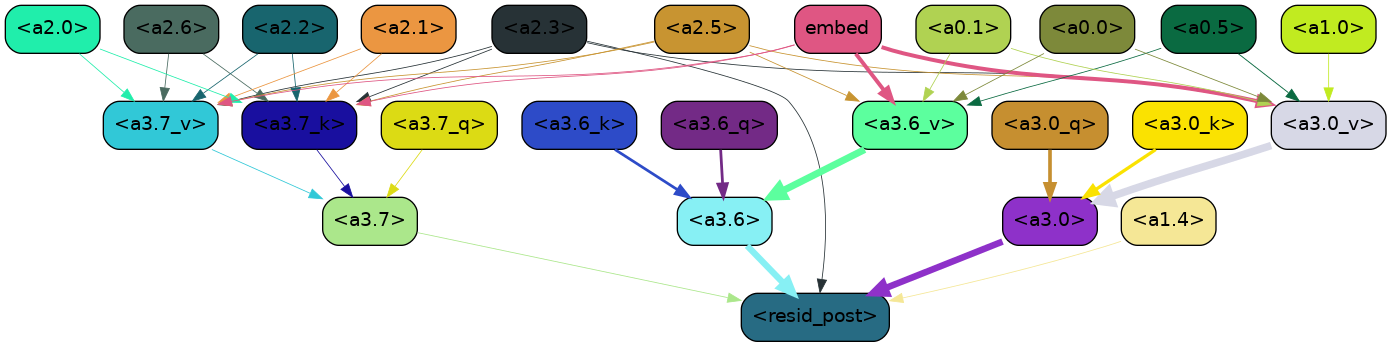 <a2.0> <a2.6> <a2.2> <a2.1> <a2.3> <a2.5> embed <a0.1> <a0.0> <a0.5> <a1.0>
<a3.7_v> <a3.7_k> <a3.7_q> <a3.6_k> <a3.6_q> <a3.6_v> <a3.0_q> <a3.0_k> <a3.0_v>
<a3.7> <a3.6> <a3.0> <a1.4>
<resid_post>